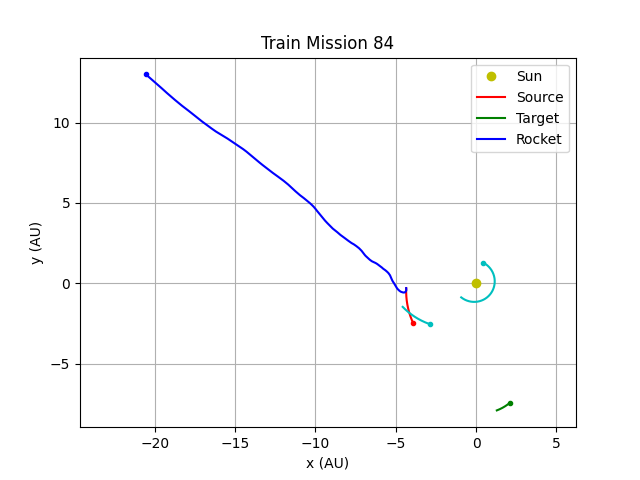 Train Mission 84
Sun
Source
Target
Rocket
10
5
0
−5
y (AU)
−20
−15
−10
−5
0
5
x (AU)